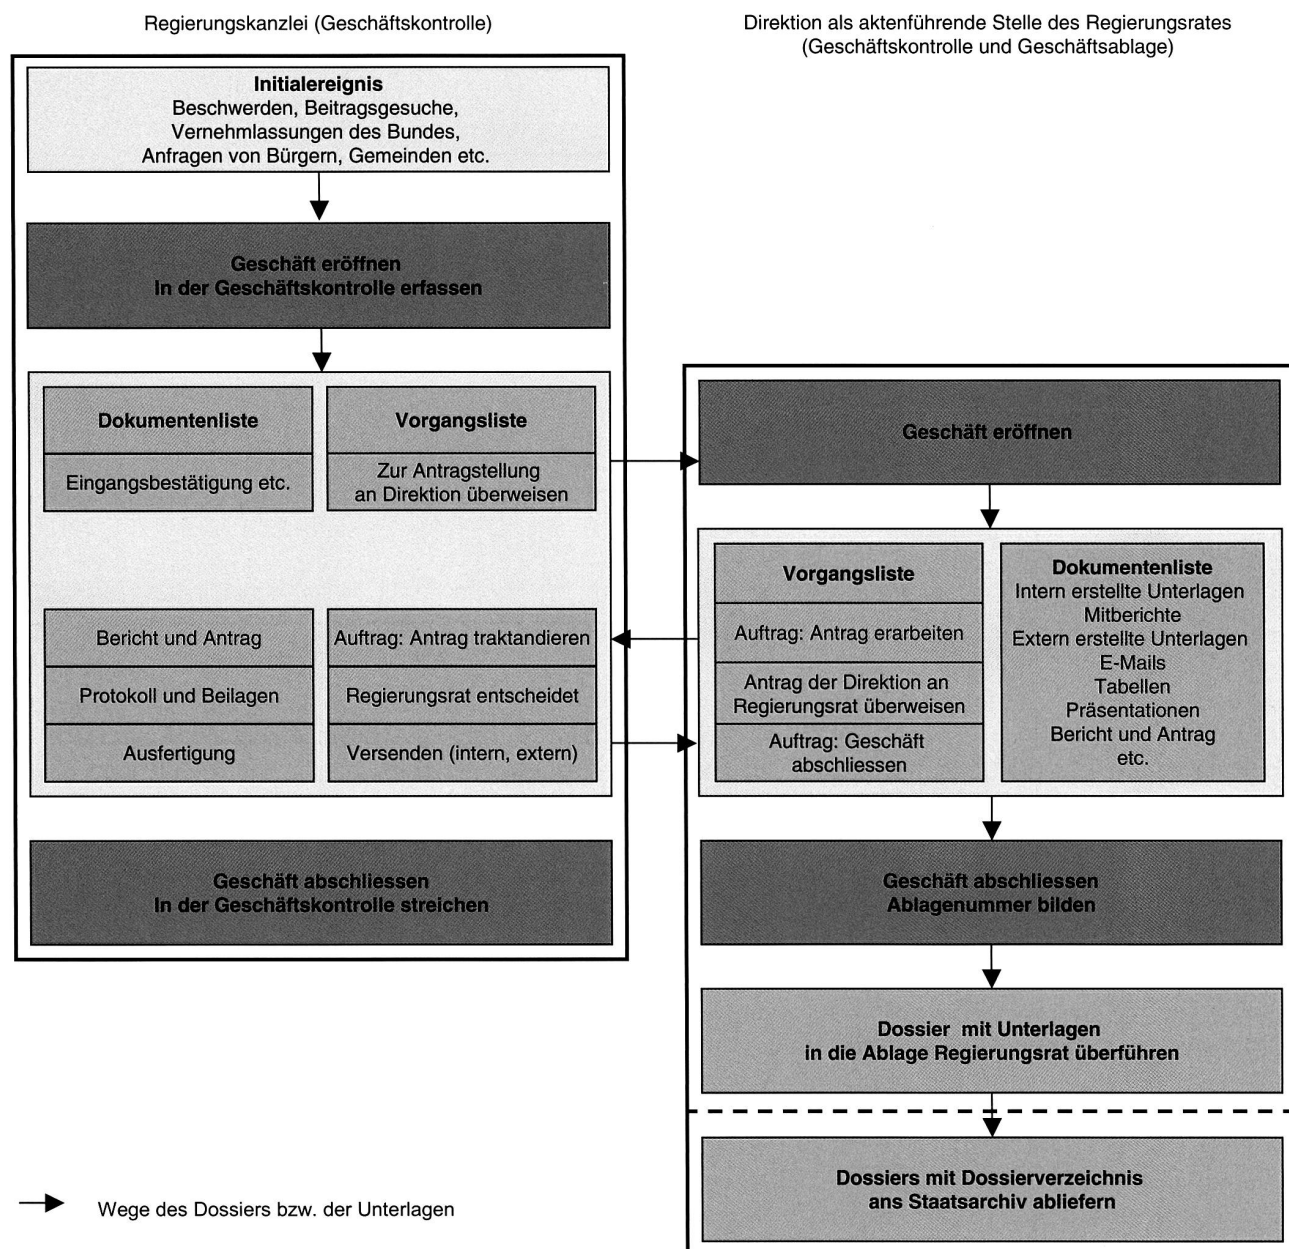 Regierungskanzlei (Geschäftskontrolle)
Direktion als aktenführende Stelle des Regierungsrates
(Geschäftskontrolle und Geschäftsablage)
Initialereignis
Beschwerden, Beitragsgesuche,
Vernehmlassungen des Bundes,
Anfragen von Bürgern, Gemeinden etc.
Geschäft eröffnen
In der Geschäftskontrolle erfassen
Dokumentenliste
Eingangsbestätigung etc.
Vorgangsliste
Zur Antragstellung
an Direktion überweisen
Bericht und Antrag
Auftrag: Antrag traktandieren
Protokoll und Beilagen
Regierungsrat entscheidet
Ausfertigung
Versenden (intern, extern)
Geschäft abschliessen
In der Geschäftskontrolle streichen
Geschäft eröffnen
Vorgangsliste
Auftrag: Antrag erarbeiten
Antrag der Direktion an
Regierungsrat überweisen
Auftrag: Geschäft
abschliessen
Dokumentenliste
Intern erstellte Unterlagen
Mitberichte
Extern erstellte Unterlagen
E-Mails
Tabellen
Präsentationen
Bericht und Antrag
etc.
Geschäft abschliessen
Ablagenummer bilden
Dossier mit Unterlagen
in die Ablage Regierungsrat überführen
Dossiers mit Dossierverzeichnis
ans Staatsarchiv abliefern
Wege des Dossiers bzw. der Unterlagen